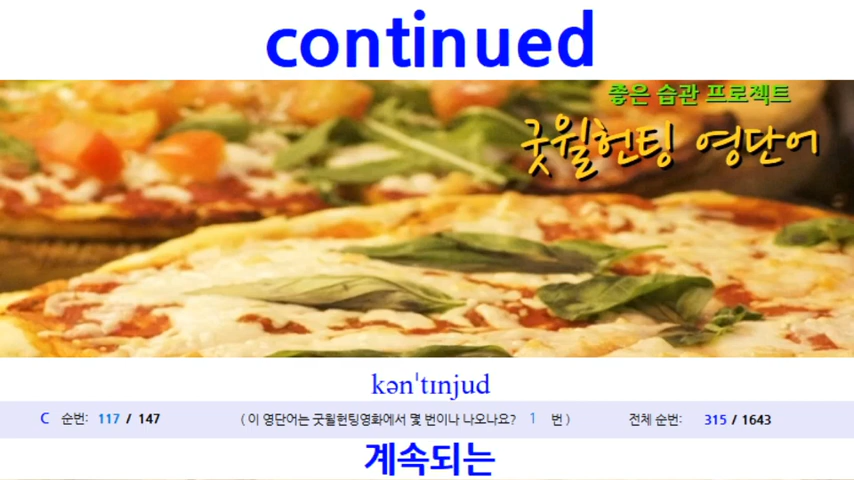 continued
좋은 습관 프로젝트
굿윌헌팅 영단어
kən'tɪnjud
C 순번: 117 / 147 ( 이 영단어는 굿윌헌팅영화에서 몇 번이나 나오나요? 1 번 ) 전체 순번: 315 / 1643
계속되는